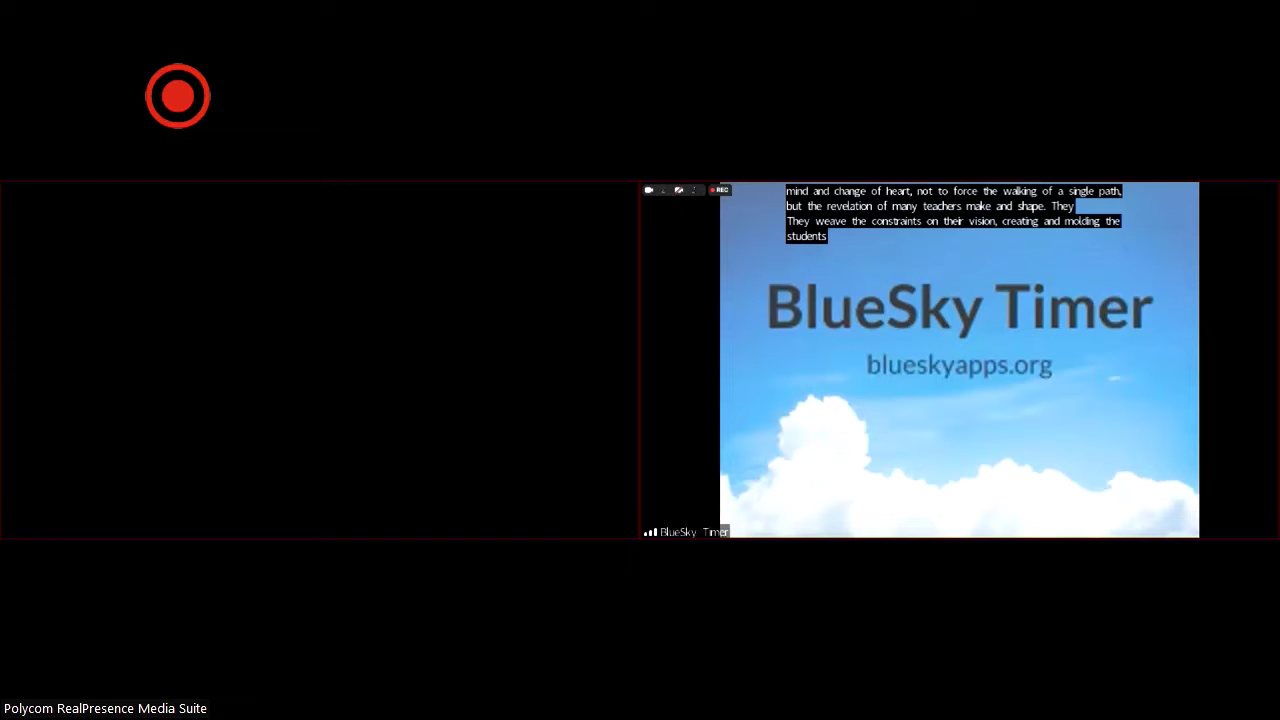 REC
mind and change of heart, not to force the walking of a single path,
but the revelation of many teachers make and shape. They
They weave the constraints on their vision, creating and molding the
students
BlueSky Timer
blueskyapps.org
BlueSky Timer
Polycom RealPresence Media Suite